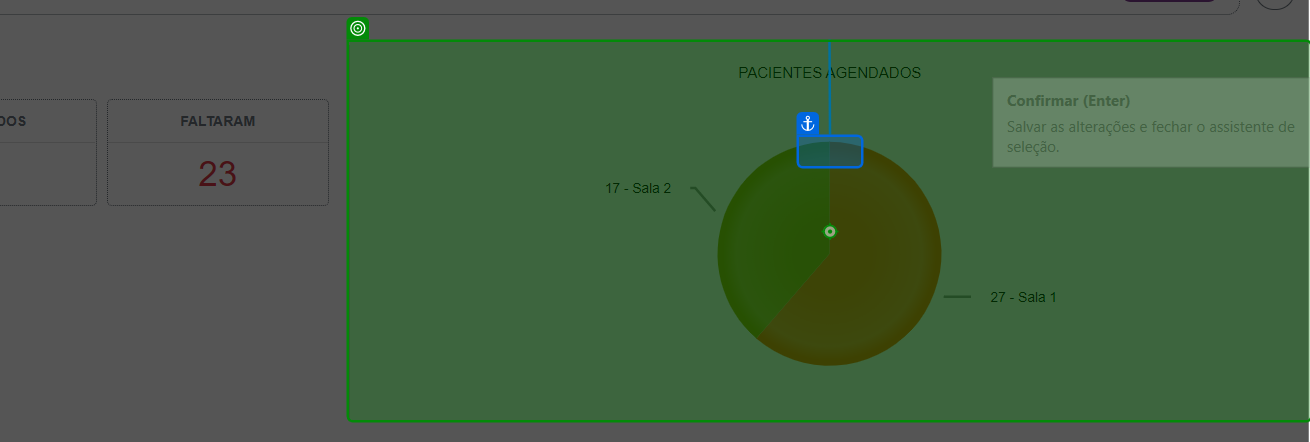 PACIENTES AGENDADOS
Confirmar (Enter)
Salvar as alterações e fechar o assistente de
seleção.
DOS
FALTARAM
23
17 - Sala 2
27 - Sala 1